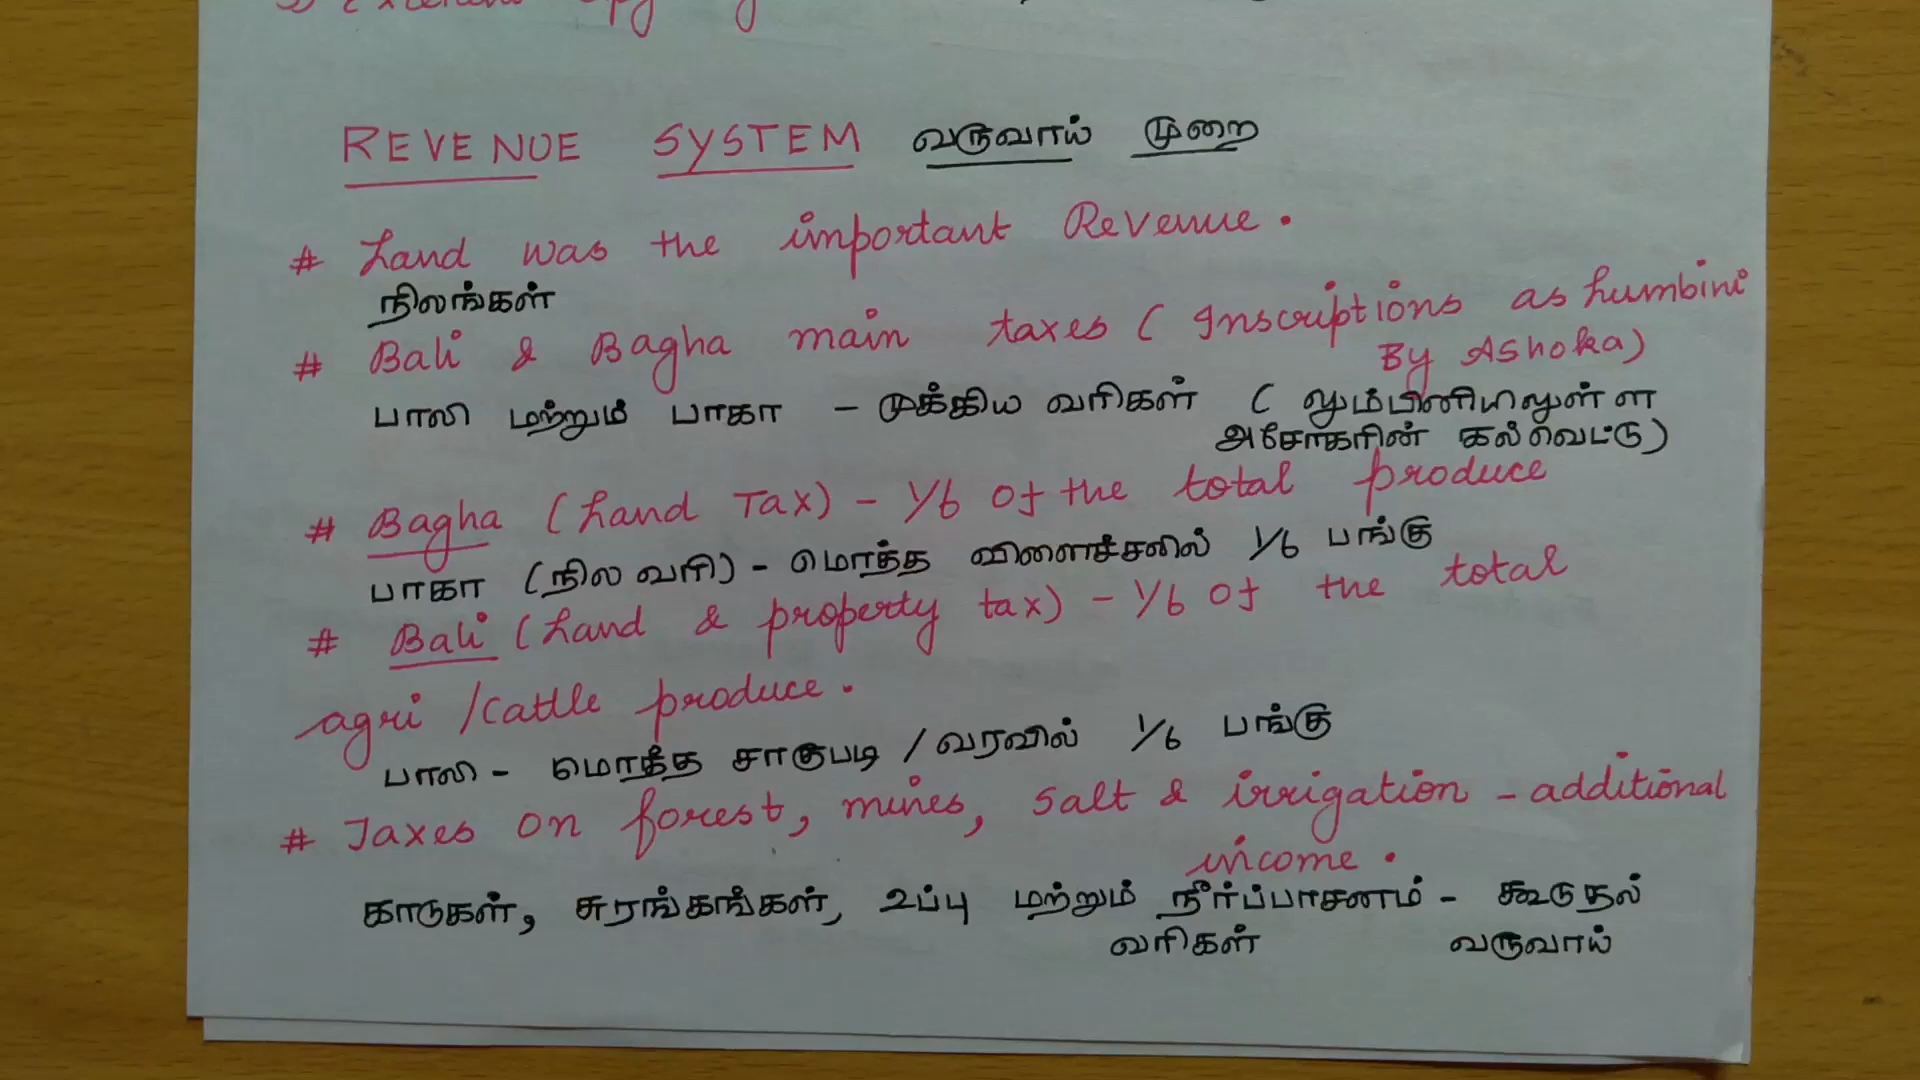 REVENUE SYSTEM வருவாய் முறை
# Land was the important Revenue.
நிலங்கள்
# Bali & Bagha main taxes ( Inscriptions as Lumbini
By Ashoka)
பாலி மற்றும் பாகா - முக்கிய வரிகள் ( லும்பினியிலுள்ள
அசோகரின் கல்வெட்டு)
# Bagha (Land Tax) - 1/6 of the total produce
பாகா (நில வரி) - மொத்த விளைச்சலில் 1/6 பங்கு
# Bali (Land & property tax) - 1/6 of the total
agri /cattle produce.
பாலி - மொத்த சாகுபடி / வரவில் 1/6 பங்கு
# Taxes on forest, mines, salt & irrigation - additional
income.
காடுகள், சுரங்கங்கள், உப்பு மற்றும் நீர்ப்பாசனம் - கூடுதல்
வரிகள் வருவாய்